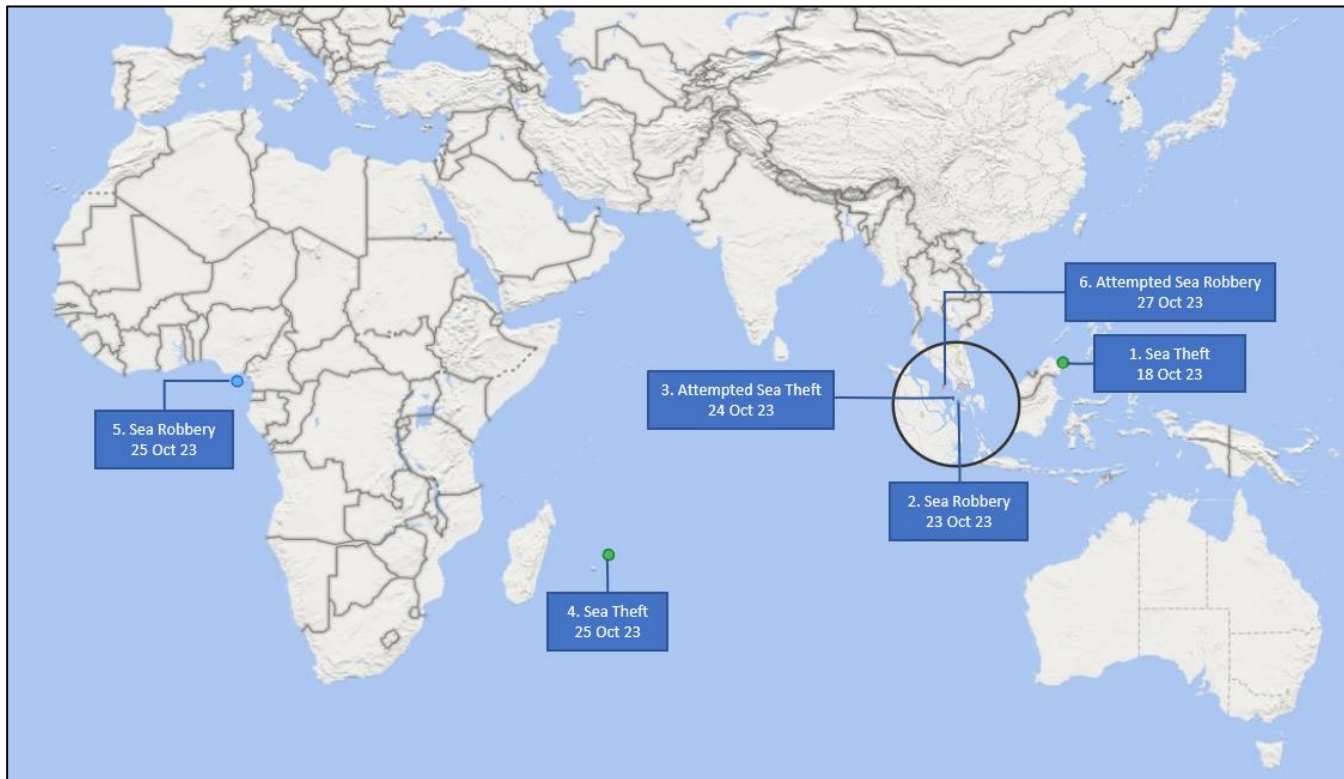 6. Attempted Sea Robbery
27 Oct 23
1. Sea Theft
18 Oct 23
3. Attempted Sea Theft
24 Oct 23
5. Sea Robbery
25 Oct 23
2. Sea Robbery
23 Oct 23
4. Sea Theft
25 Oct 23